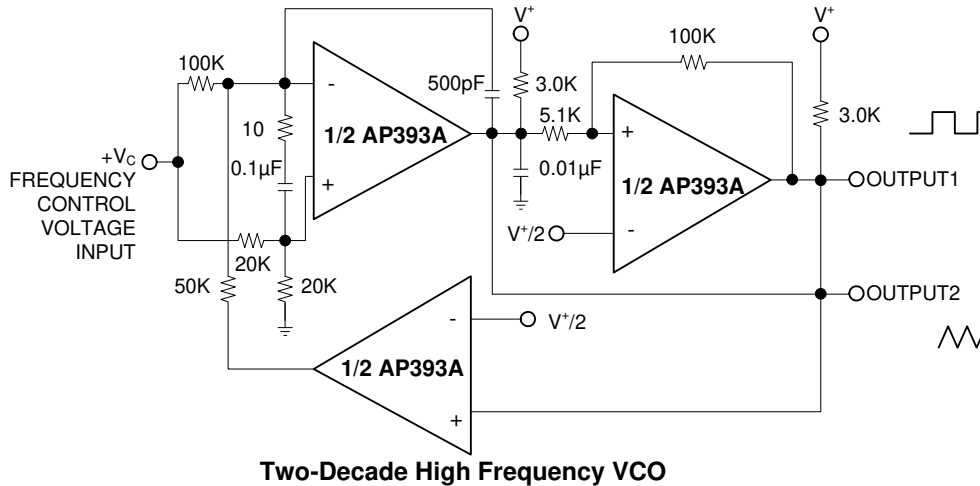 V+
V+
100K
100K
500pF
3.0K
-
5.1K
3.0K
10
1/2 AP393A
+
0.1µF
0.01µF
+VC
+
1/2 AP393A
OUTPUT1
FREQUENCY
CONTROL
VOLTAGE
INPUT
V+/2
-
20K
50K
20K
OUTPUT2
-
V+/2
1/2 AP393A
+
Two-Decade High Frequency VCO